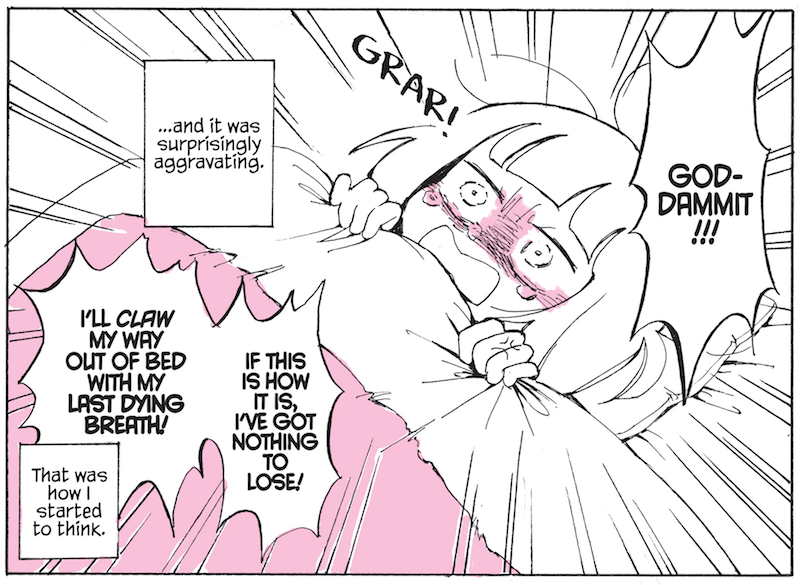 GOD-
DAMMIT
!!!
GRAR!
...and it was
surprisingly
aggravating.
IF THIS
IS HOW
IT IS,
I'VE GOT
NOTHING
TO
LOSE!
I'LL CLAW
MY WAY
OUT OF BED
WITH MY
LAST DYING
BREATH!
That was
how I
started
to think.